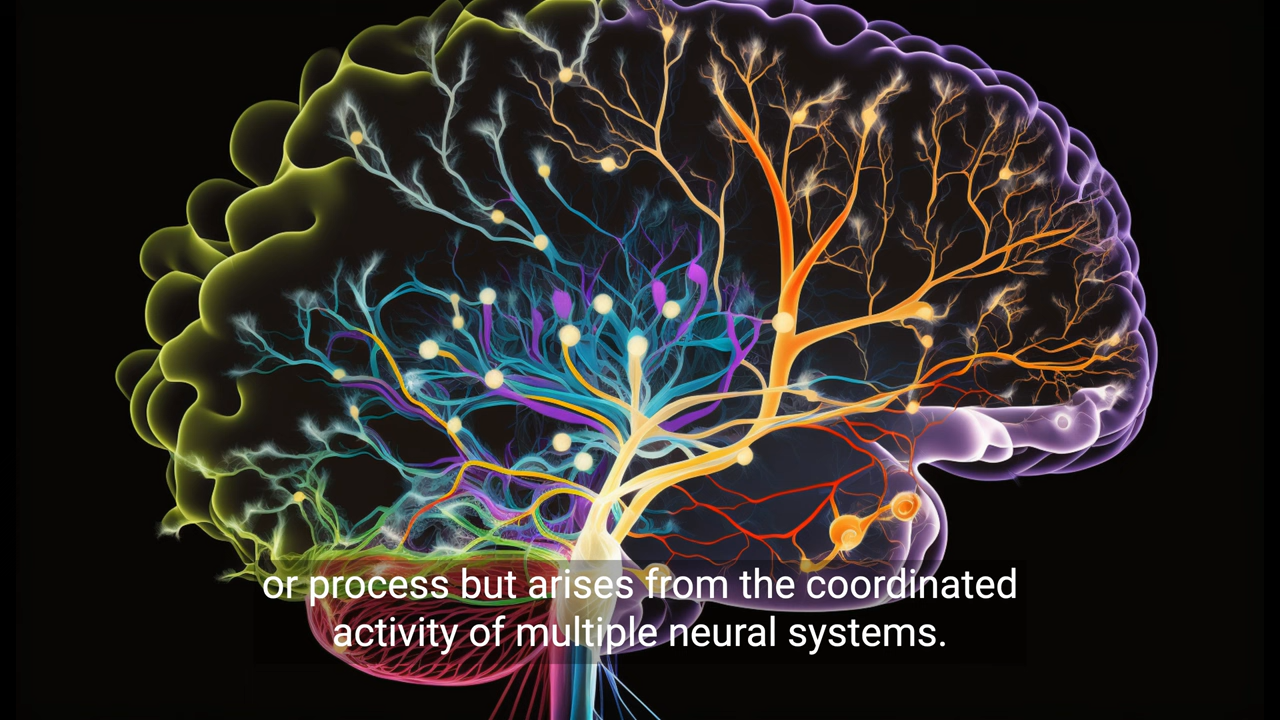 or process but arises from the coordinated
activity of multiple neural systems.